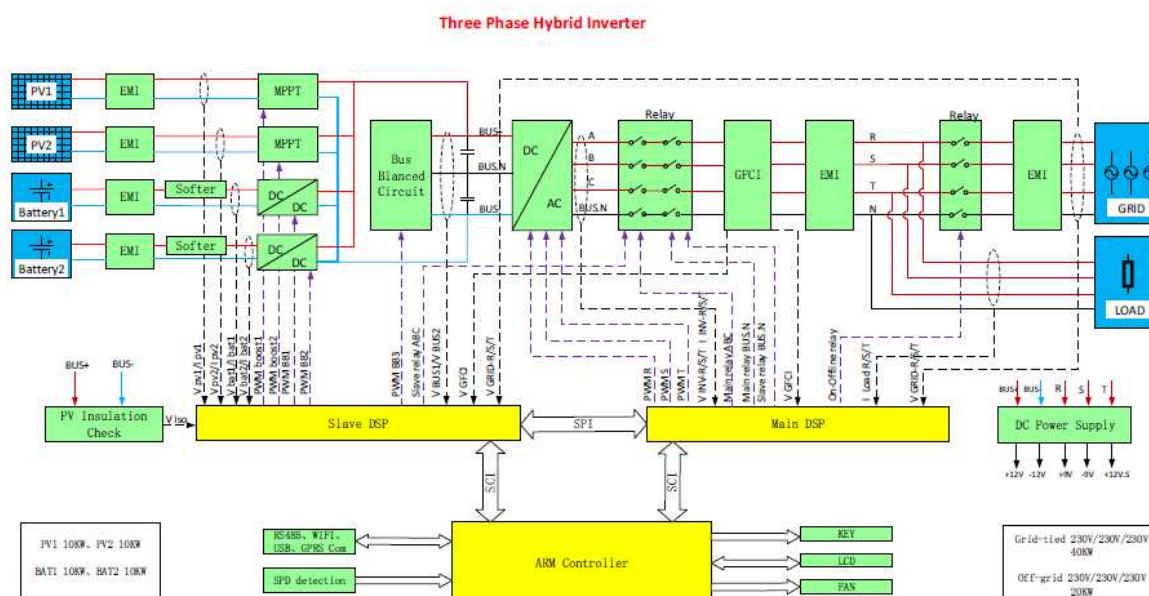 Three Phase Hybrid Inverter
PV1
EMI
MPPT
PV2
EMI
MPPT
Battery1
EMI
Softer
DC
DC
Battery2
EMI
Softer
DC
DC
Bus
Blanced
Circuit
BUS+
BUS.N
BUS-
DC
AC
A
B
C
BUS.N
Relay
GFCI
EMI
R
S
T
N
Relay
EMI
GRID
LOAD
V pv1/I pv1
V pv2/I pv2
V bat1/I bat1
V bat2/I bat2
PWM boost1
PWM boost2
PWM BB1
PWM BB2
PWM BB3
Slave relay ABC
V BUS1/V BUS2
V GFCI
V GRID-R/S/T
PWM R
PWM S
PWM T
V INV-R/S/T
I INV-R/S/T
Main relay ABC
Main relay BUS.N
Slave relay BUS.N
V GFCI
On-Offline relay
I Load R/S/T
V GRID-R/S/T
BUS+
BUS-
PV Insulation
Check
V iso
Slave DSP
SPI
Main DSP
BUS+
BUS-
R
S
T
DC Power Supply
+12V
-12V
+9V
-9V
+12V.S
SCI
SCI
PV1 10KW、PV2 10KW
BAT1 10KW、BAT2 10KW
RS485、WIFI、
USB、GPRS Com
SPD detection
ARM Controller
KEY
LCD
FAN
Grid-tied 230V/230V/230V
40KW
Off-grid 230V/230V/230V
20KW